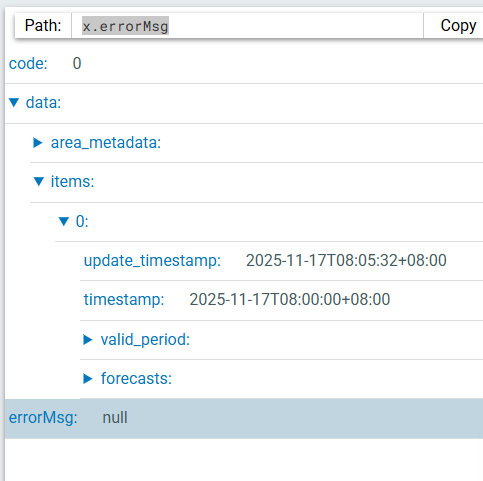 Path: x.errorMsg Copy
code: 0
data:
area_metadata:
items:
0:
update_timestamp: 2025-11-17T08:05:32+08:00
timestamp: 2025-11-17T08:00:00+08:00
valid_period:
forecasts:
errorMsg: null